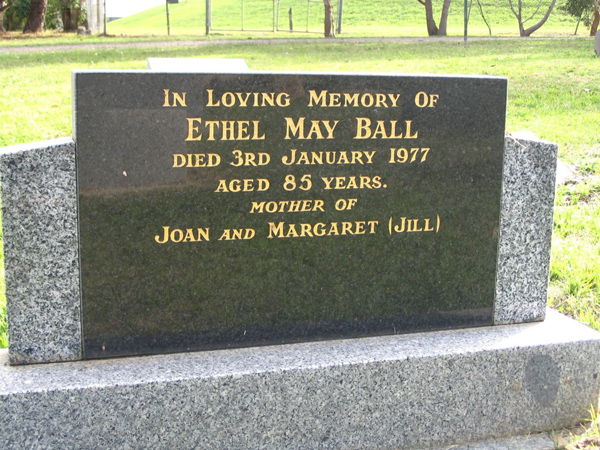 IN LOVING MEMORY OF
ETHEL MAY BALL
DIED 3RD JANUARY 1977
AGED 85 YEARS.
MOTHER OF
JOAN AND MARGARET (JILL)